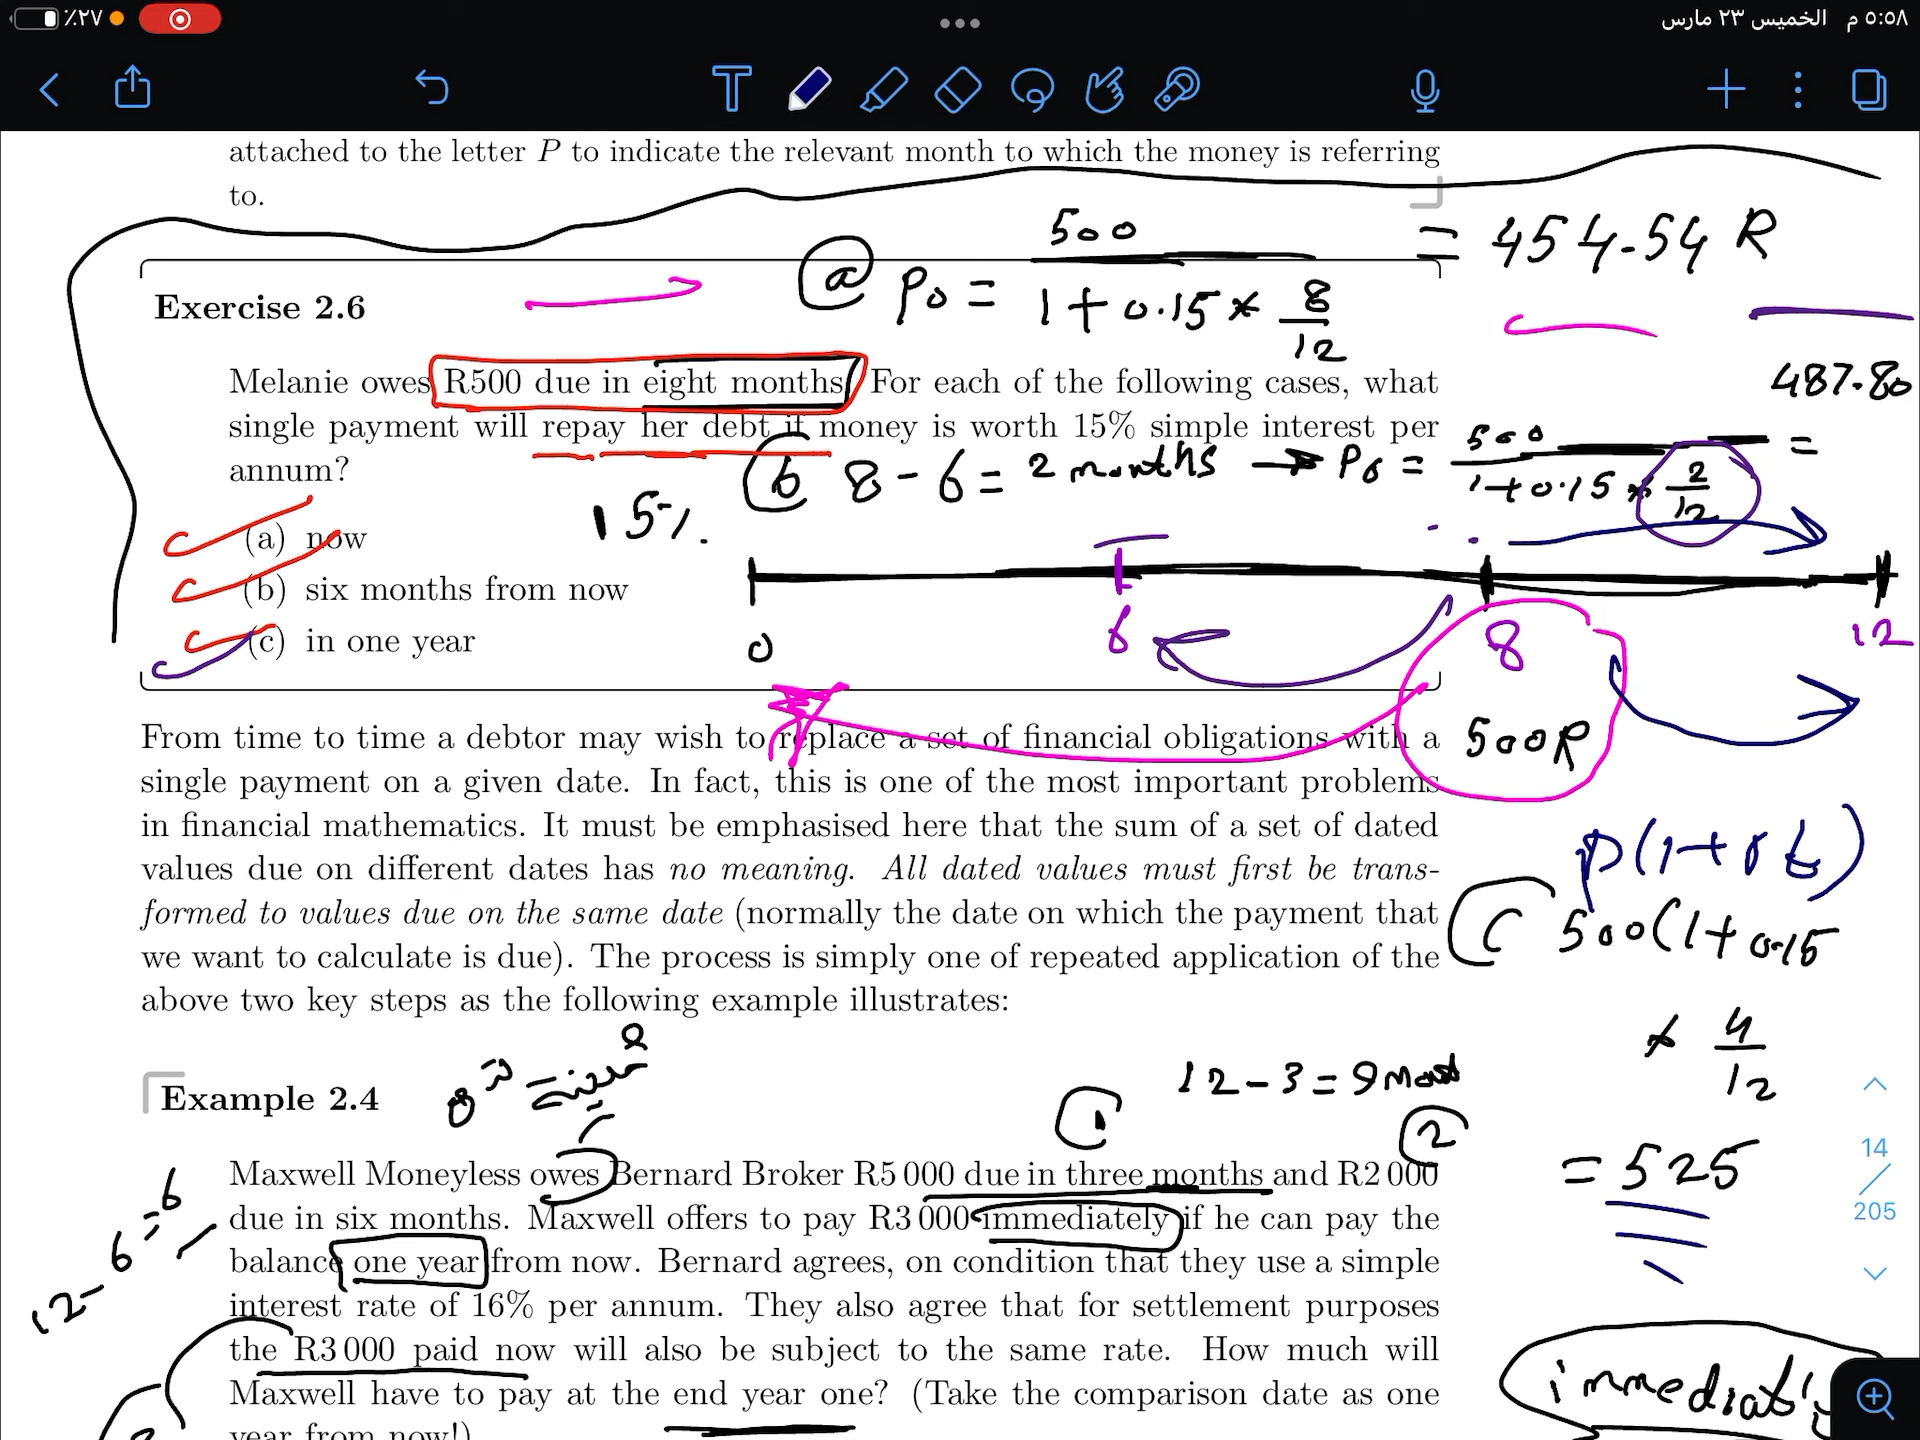 ٪٢٧
٥:٥٨ م الخميس ٢٣ مارس
attached to the letter P to indicate the relevant month to which the money is referring
to.
@ P0 = 500 / 1 + 0.15 * 8/12 = 454.54 R
Exercise 2.6
Melanie owes R500 due in eight months. For each of the following cases, what
487.80
single payment will repay her debt if money is worth 15% simple interest per
annum?
b 8 - 6 = 2 months → P6 = 500 / 1 + 0.15 * 2/12 =
15%.
(a) now
(b) six months from now
(c) in one year
0 6 8 12
500R
From time to time a debtor may wish to replace a set of financial obligations with a
single payment on a given date. In fact, this is one of the most important problems
in financial mathematics. It must be emphasised here that the sum of a set of dated
values due on different dates has no meaning. All dated values must first be trans-
formed to values due on the same date (normally the date on which the payment that
we want to calculate is due). The process is simply one of repeated application of the
above two key steps as the following example illustrates:
P(1+rt)
C 500(1+0.15
* 4/12
= 525
Example 2.4
12-3=9
1
2
Maxwell Moneyless owes Bernard Broker R5 000 due in three months and R2 000
due in six months. Maxwell offers to pay R3 000 immediately if he can pay the
balance one year from now. Bernard agrees, on condition that they use a simple
interest rate of 16% per annum. They also agree that for settlement purposes
the R3 000 paid now will also be subject to the same rate. How much will
Maxwell have to pay at the end year one? (Take the comparison date as one
year from now!)
12-6=6
14
205